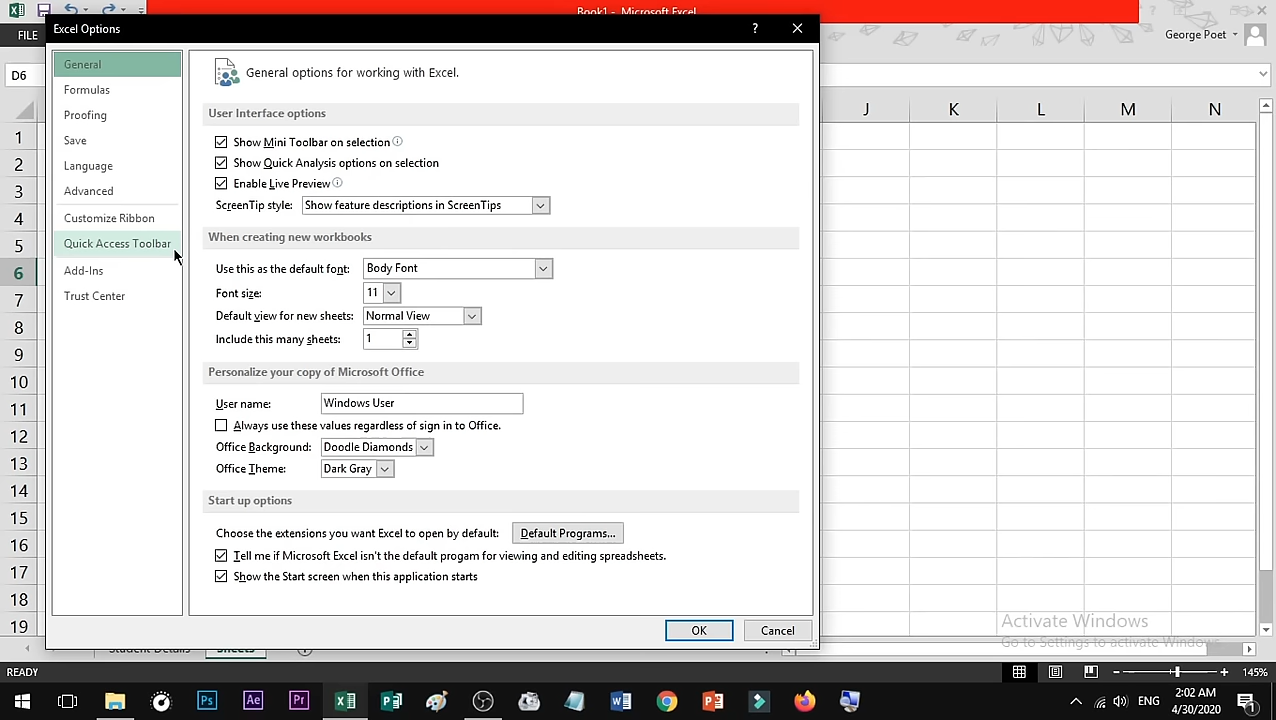 Book1 - Microsoft Excel
Excel Options
?
FILE
George Poet
General
Formulas
Proofing
Save
Language
Advanced
Customize Ribbon
Quick Access Toolbar
Add-Ins
Trust Center
General options for working with Excel.
User Interface options
Show Mini Toolbar on selection
Show Quick Analysis options on selection
Enable Live Preview
ScreenTip style: Show feature descriptions in ScreenTips
When creating new workbooks
Use this as the default font: Body Font
Font size: 11
Default view for new sheets: Normal View
Include this many sheets: 1
Personalize your copy of Microsoft Office
User name: Windows User
Always use these values regardless of sign in to Office.
Office Background: Doodle Diamonds
Office Theme: Dark Gray
Start up options
Choose the extensions you want Excel to open by default: Default Programs...
Tell me if Microsoft Excel isn't the default progam for viewing and editing spreadsheets.
Show the Start screen when this application starts
OK
Cancel
D6
J K L M N
1
2
3
4
5
6
7
8
9
10
11
12
13
14
15
16
17
18
19
Activate Windows
Go to Settings to activate Windows.
Student Details
READY
145%
Ps Ae Pr
ENG
2:02 AM
4/30/2020
1